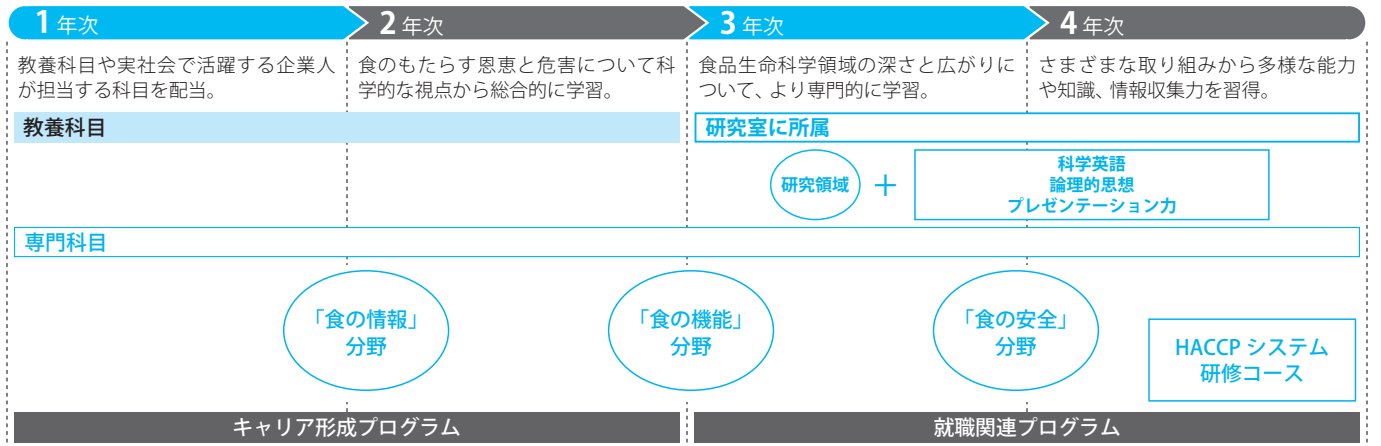 1 年次
2 年次
3 年次
4 年次
教養科目や実社会で活躍する企業人
が担当する科目を配当。
食のもたらす恩恵と危害について科
学的な視点から総合的に学習。
食品生命科学領域の深さと広がりに
ついて、より専門的に学習。
さまざまな取り組みから多様な能力
や知識、情報収集力を習得。
教養科目
研究室に所属
研究領域
+
科学英語
論理的思想
プレゼンテーション力
専門科目
「食の情報」
分野
「食の機能」
分野
「食の安全」
分野
HACCP システム
研修コース
キャリア形成プログラム
就職関連プログラム